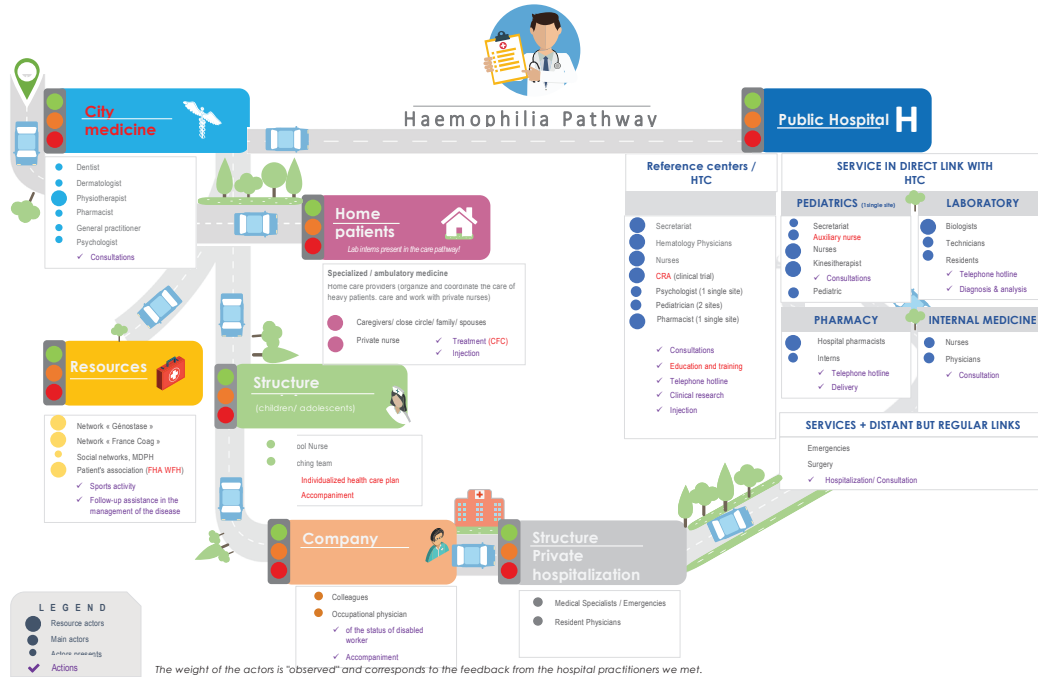 Haemophilia Pathway
City
medicine
Dentist
Dermatologist
Physiotherapist
Pharmacist
General practitioner
Psychologist
✓ Consultations
Home
patients
Lab interns present in the care pathway!
Specialized / ambulatory medicine
Home care providers (organize and coordinate the care of
heavy patients. care and work with private nurses)
Caregivers/ close circle/ family/ spouses
Private nurse
✓ Treatment (CFC)
✓ Injection
Resources
Network « Génostase »
Network « France Coag »
Social networks, MDPH
Patient's association (FHA WFH)
✓ Sports activity
✓ Follow-up assistance in the
management of the disease
Structure
(children/ adolescents)
ool Nurse
ching team
Individualized health care plan
Accompaniment
Company
Colleagues
Occupational physician
✓ of the status of disabled
worker
✓ Accompaniment
Structure
Private
hospitalization
Medical Specialists / Emergencies
Resident Physicians
Public Hospital H
Reference centers /
HTC
Secretariat
Hematology Physicians
Nurses
CRA (clinical trial)
Psychologist (1 single site)
Pediatrician (2 sites)
Pharmacist (1 single site)
✓ Consultations
✓ Education and training
✓ Telephone hotline
✓ Clinical research
✓ Injection
SERVICE IN DIRECT LINK WITH
HTC
PEDIATRICS (1single site)
Secretariat
Auxiliary nurse
Nurses
Kinesitherapist
✓ Consultations
Pediatric
LABORATORY
Biologists
Technicians
Residents
✓ Telephone hotline
✓ Diagnosis & analysis
PHARMACY
Hospital pharmacists
Interns
✓ Telephone hotline
✓ Delivery
INTERNAL MEDICINE
Nurses
Physicians
✓ Consultation
SERVICES + DISTANT BUT REGULAR LINKS
Emergencies
Surgery
✓ Hospitalization/ Consultation
LEGEND
Resource actors
Main actors
Actors presents
✓ Actions
The weight of the actors is "observed" and corresponds to the feedback from the hospital practitioners we met.